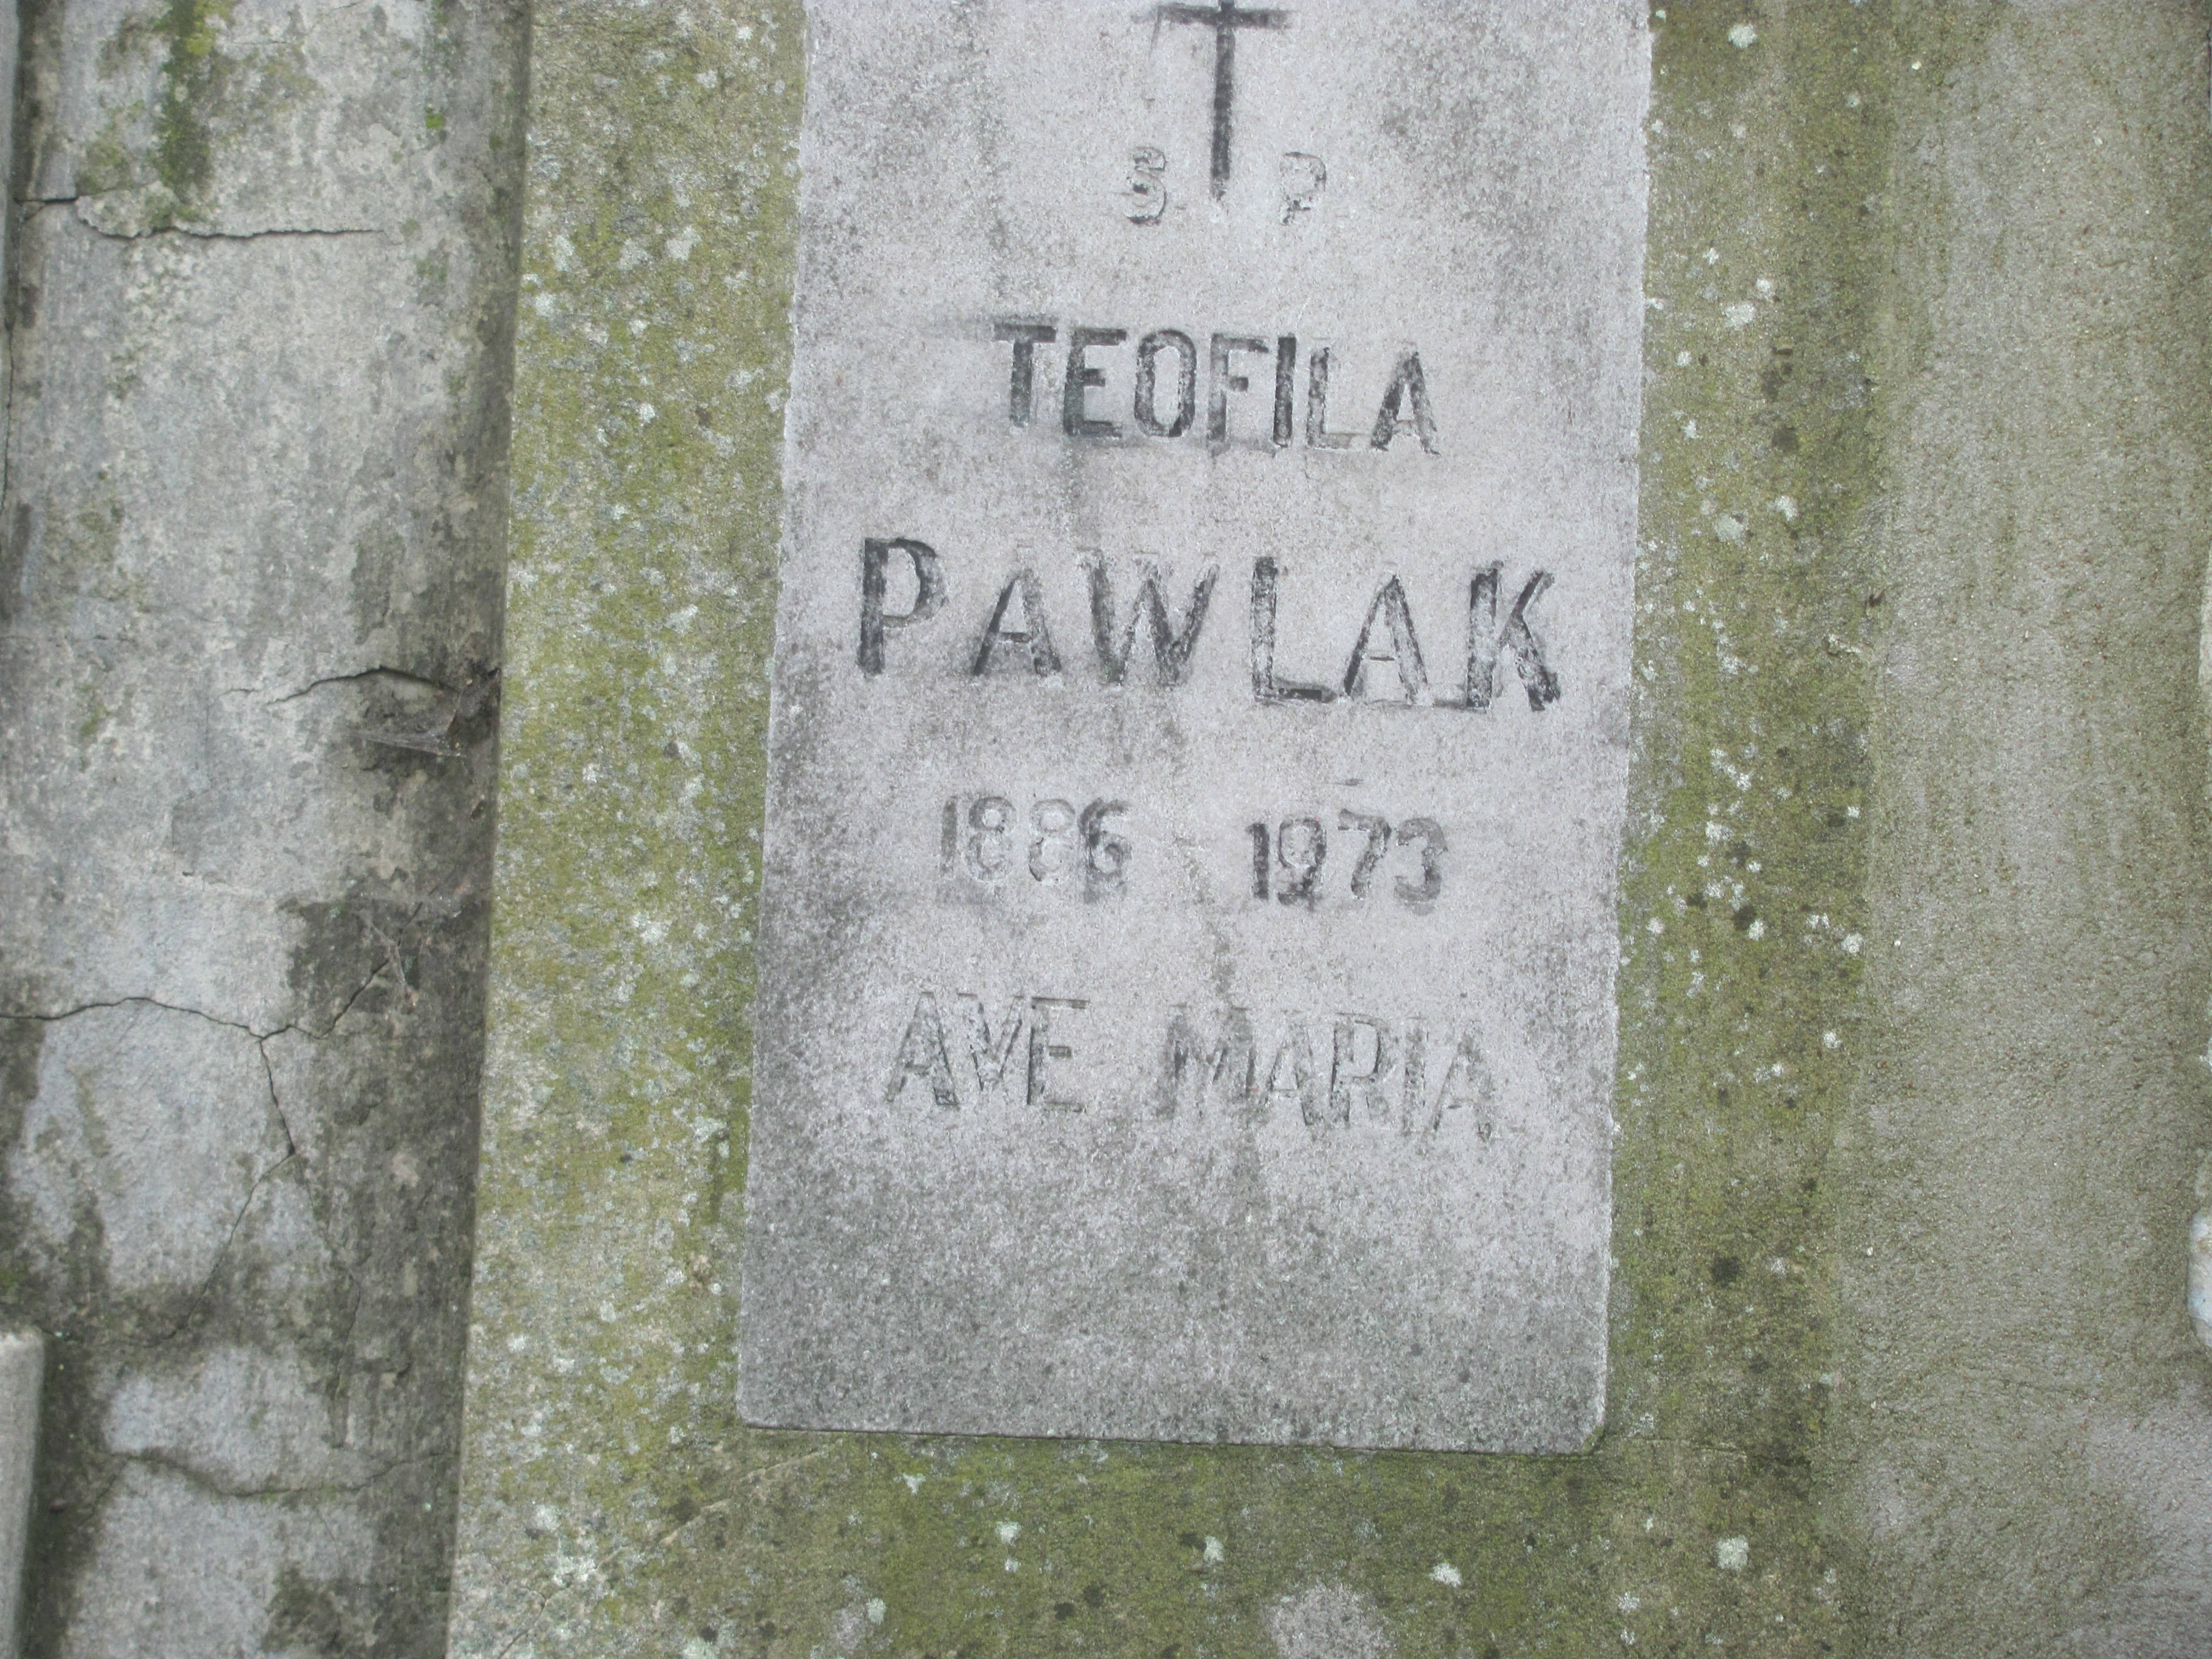 S P
TEOFILA
PAWLAK
1886 1973
AVE MARIA